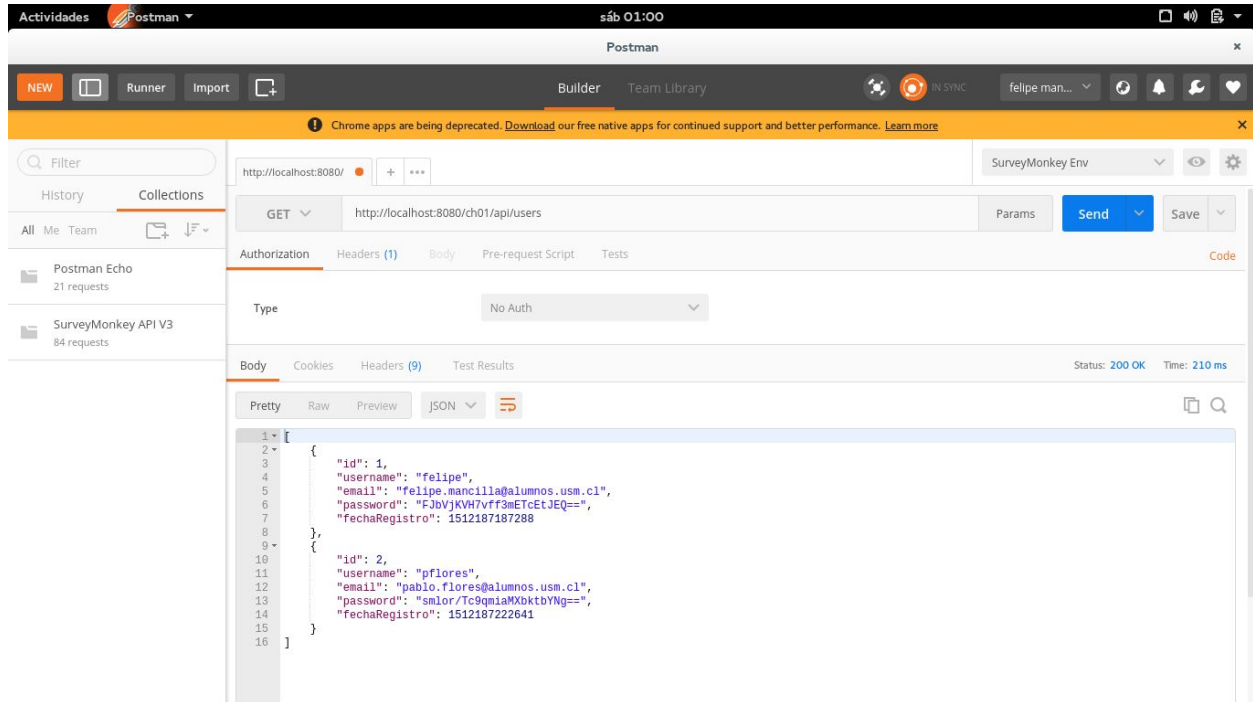 Actividades Postman sáb 01:00
Postman
NEW Runner Import Builder Team Library IN SYNC felipe man...
Chrome apps are being deprecated. Download our free native apps for continued support and better performance. Learn more
Filter
History Collections
All Me Team
Postman Echo
21 requests
SurveyMonkey API V3
84 requests
http://localhost:8080/ + ••• SurveyMonkey Env
GET http://localhost:8080/ch01/api/users Params Send Save
Authorization Headers (1) Body Pre-request Script Tests Code
Type No Auth
Body Cookies Headers (9) Test Results Status: 200 OK Time: 210 ms
Pretty Raw Preview JSON
1 [
2 {
3 "id": 1,
4 "username": "felipe",
5 "email": "felipe.mancilla@alumnos.usm.cl",
6 "password": "FJbVjKVH7vff3mETcEtJEQ==",
7 "fechaRegistro": 1512187187288
8 },
9 {
10 "id": 2,
11 "username": "pflores",
12 "email": "pablo.flores@alumnos.usm.cl",
13 "password": "smlor/Tc9qmiaMXbktbYNg==",
14 "fechaRegistro": 1512187222641
15 }
16 ]